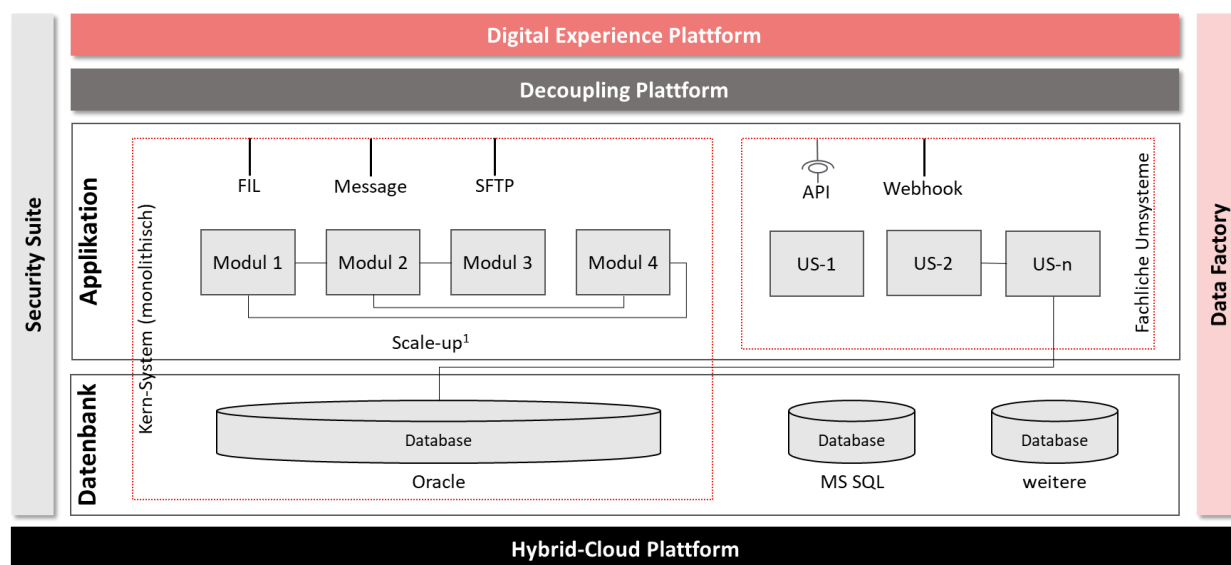 Digital Experience Plattform
Decoupling Plattform
Security Suite
Applikation
Kern-System (monolithisch)
FIL
Message
SFTP
Modul 1
Modul 2
Modul 3
Modul 4
Scale-up¹
API
Webhook
US-1
US-2
US-n
Fachliche Umsysteme
Data Factory
Datenbank
Database
Oracle
Database
MS SQL
Database
weitere
Hybrid-Cloud Plattform